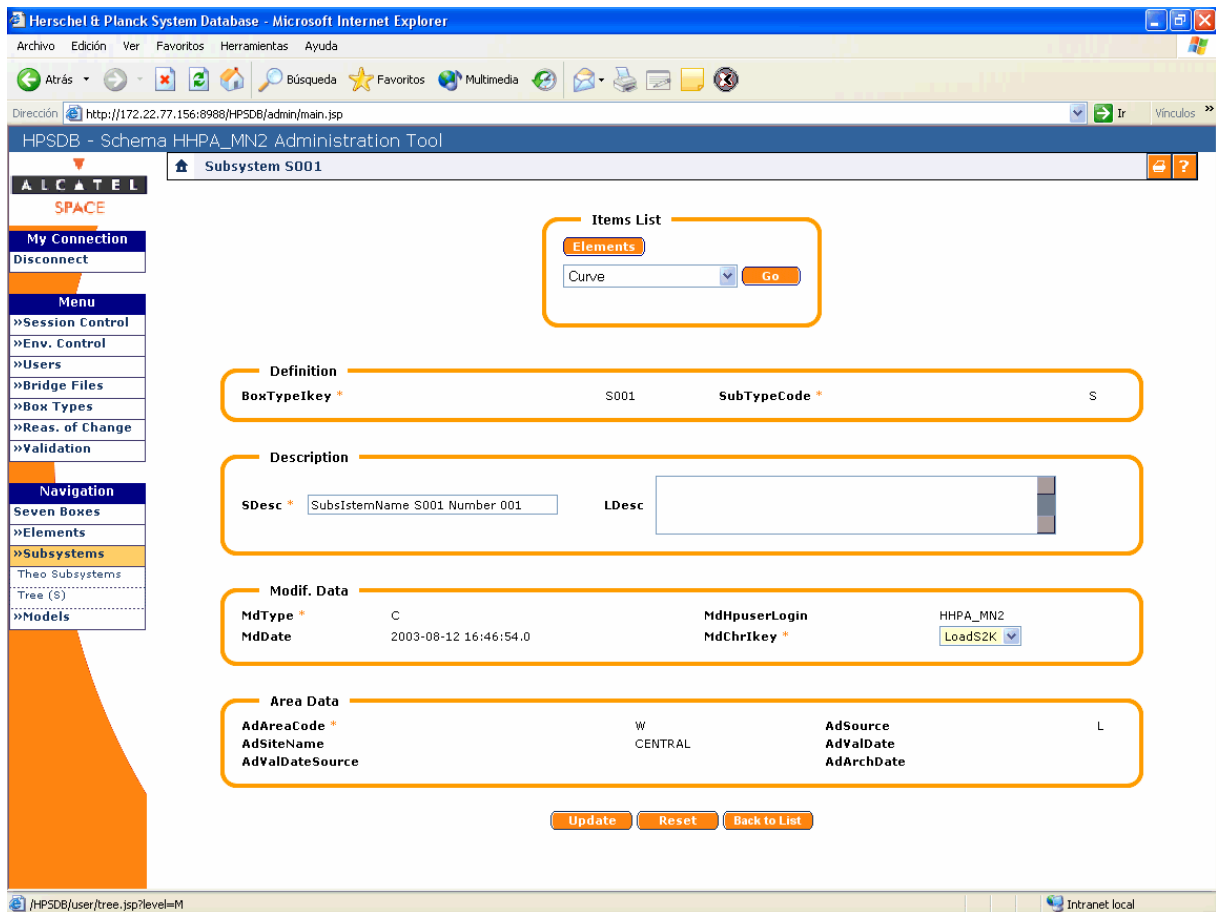 Herschel & Planck System Database - Microsoft Internet Explorer
Archivo Edición Ver Favoritos Herramientas Ayuda
Atrás Búsqueda Favoritos Multimedia
Dirección http://172.22.77.156:8988/HPSDB/admin/main.jsp Ir Vínculos »
HPSDB - Schema HHPA_MN2 Administration Tool
Subsystem S001 ?
ALCATEL
SPACE
My Connection
Disconnect
Menu
»Session Control
»Env. Control
»Users
»Bridge Files
»Box Types
»Reas. of Change
»Validation
Navigation
Seven Boxes
»Elements
»Subsystems
Theo Subsystems
Tree (S)
»Models
Items List
Elements
Curve Go
Definition
BoxTypeIkey * S001 SubTypeCode * S
Description
SDesc * SubsIstemName S001 Number 001 LDesc
Modif. Data
MdType * C MdHpuserLogin HHPA_MN2
MdDate 2003-08-12 16:46:54.0 MdChrIkey * LoadS2K
Area Data
AdAreaCode * W AdSource L
AdSiteName CENTRAL AdValDate
AdValDateSource AdArchDate
Update Reset Back to List
/HPSDB/user/tree.jsp?level=M Intranet local